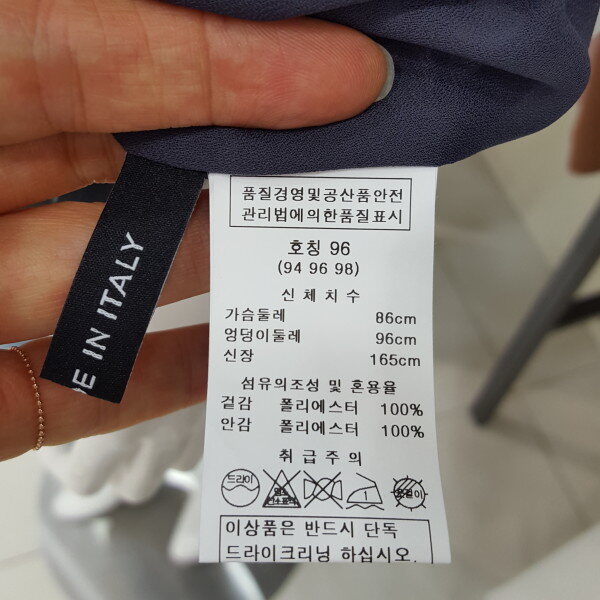 DE IN ITALY
품질경영및공산품안전
관리법에의한품질표시
호칭 96
(94 96 98)
신체치수
가슴둘레 86cm
엉덩이둘레 96cm
신장 165cm
섬유의조성 및 혼용율
겉감 폴리에스터 100%
안감 폴리에스터 100%
취급주의
드라이
이상품은 반드시 단독
드라이크리닝 하십시오.